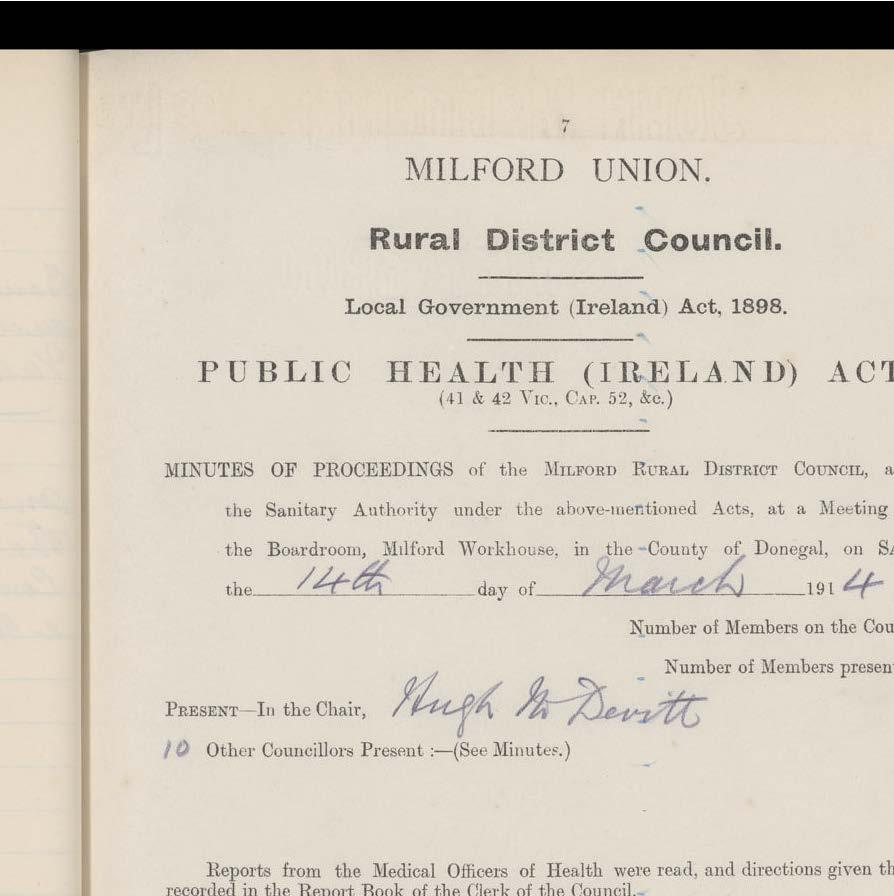 7
MILFORD UNION.
Rural District Council.
Local Government (Ireland) Act, 1898.
PUBLIC HEALTH (IRELAND) ACT
(41 & 42 Vic., Cap. 52, &c.)
MINUTES OF PROCEEDINGS of the Milford Rural District Council, a
the Sanitary Authority under the above-mentioned Acts, at a Meeting
the Boardroom, Milford Workhouse, in the County of Donegal, on SA
the 14th day of March 1914
Number of Members on the Cou
Number of Members presen
Present—In the Chair, Hugh McDevitt
10 Other Councillors Present :—(See Minutes.)
Reports from the Medical Officers of Health were read, and directions given th
recorded in the Report Book of the Clerk of the Council.